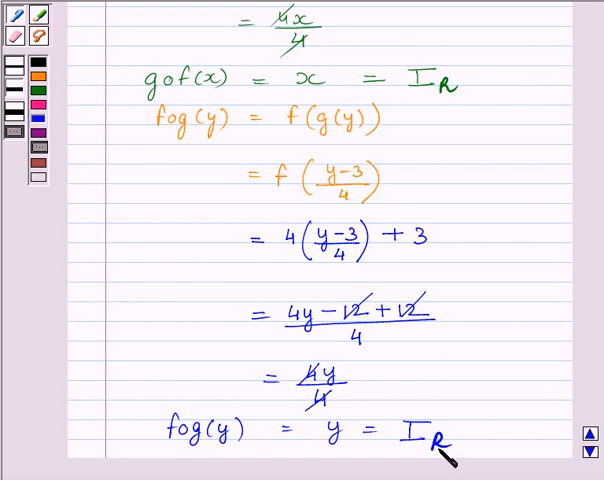 = 4x/4
gof(x) = x = I_R
fog(y) = f(g(y))
= f((y-3)/4)
= 4((y-3)/4) + 3
= (4y - 12 + 12)/4
= 4y/4
fog(y) = y = I_R